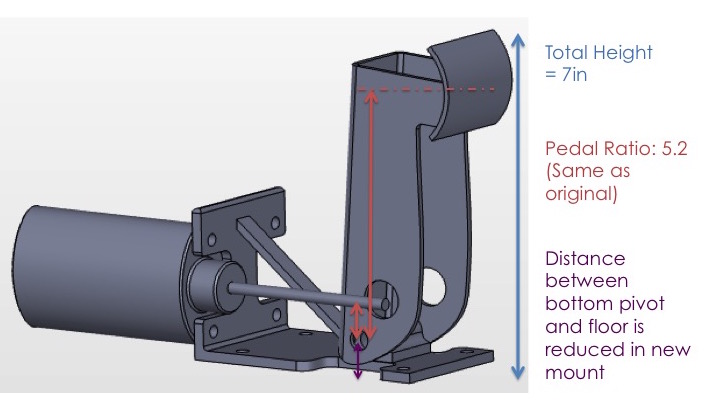 Total Height
= 7in
Pedal Ratio: 5.2
(Same as
original)
Distance
between
bottom pivot
and floor is
reduced in new
mount